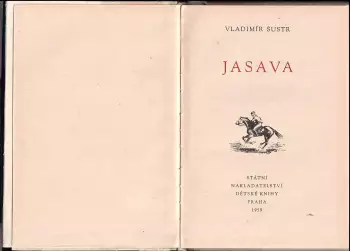 VLADIMÍR ŠUSTR
JASAVA
STÁTNÍ
NAKLADATELSTVÍ
DĚTSKÉ KNIHY
PRAHA